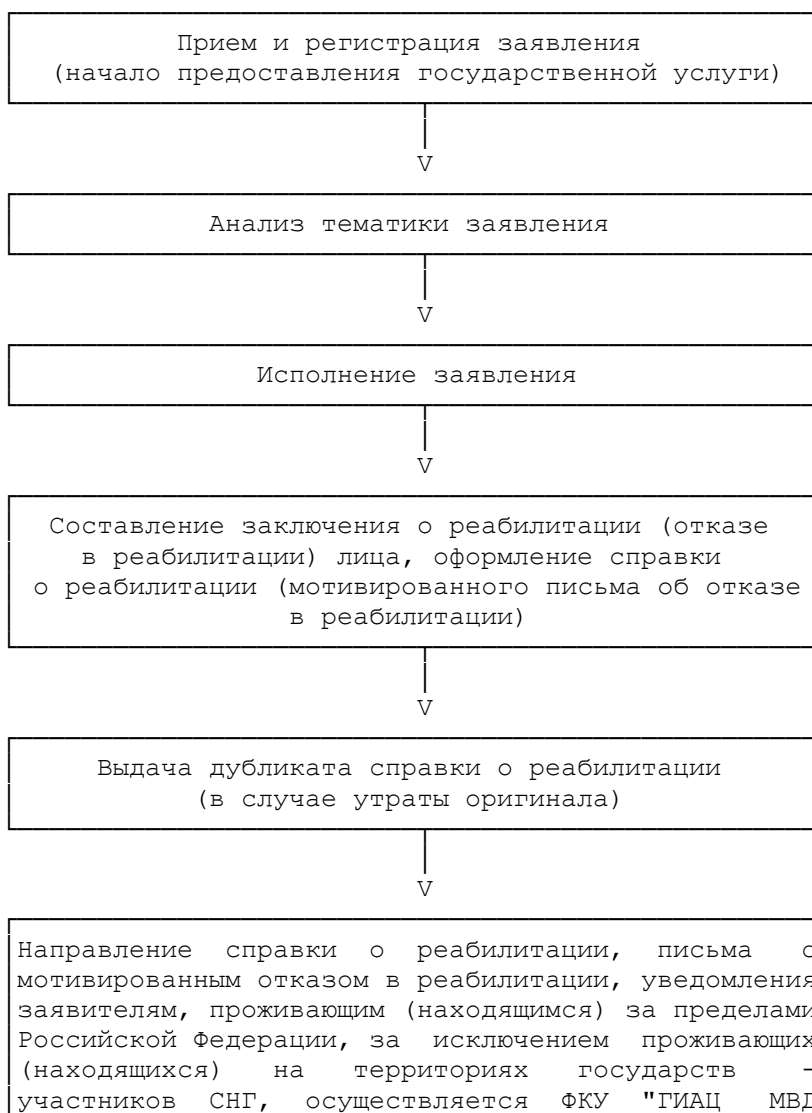 Прием и регистрация заявления
(начало предоставления государственной услуги)
V
Анализ тематики заявления
V
Исполнение заявления
V
Составление заключения о реабилитации (отказе
в реабилитации) лица, оформление справки
о реабилитации (мотивированного письма об отказе
в реабилитации)
V
Выдача дубликата справки о реабилитации
(в случае утраты оригинала)
V
Направление справки о реабилитации, письма с
мотивированным отказом в реабилитации, уведомления
заявителям, проживающим (находящимся) за пределами
Российской Федерации, за исключением проживающих
(находящихся) на территориях государств -
участников СНГ, осуществляется ФКУ "ГИАЦ МВД